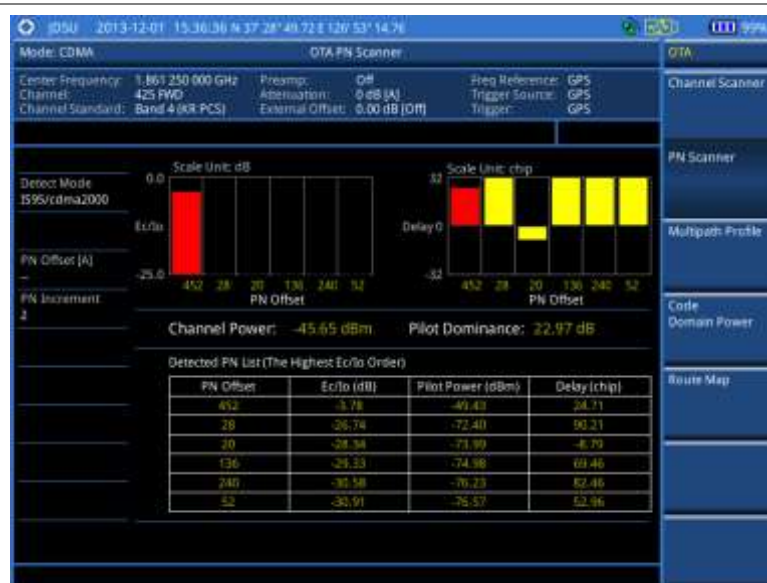 JDSU 2013-12-01 15:36:36 N 37° 28' 49.72 E 126° 53' 14.76 99%
Mode: CDMA OTA PN Scanner OTA
Center Frequency: 1.861 250 000 GHz Preamp: Off Freq Reference: GPS
Channel: 425 FWD Attenuation: 0 dB [A] Trigger Source: GPS
Channel Standard: Band 4 (KR PCS) External Offset: 0.00 dB [Off] Trigger: GPS
Channel Scanner
PN Scanner
Multipath Profile
Code
Domain Power
Route Map
Detect Mode
IS95/cdma2000
PN Offset [A]
--
PN Increment
2
Scale Unit: dB
0.0
Ec/Io
-25.0
452 28 20 136 240 52
PN Offset
Scale Unit: chip
32
Delay 0
-32
452 28 20 136 240 52
PN Offset
Channel Power: -45.65 dBm Pilot Dominance: 22.97 dB
Detected PN List (The Highest Ec/Io Order)
PN Offset Ec/Io (dB) Pilot Power (dBm) Delay (chip)
452 -3.78 -49.43 24.71
28 -26.74 -72.40 90.21
20 -28.34 -73.99 -8.79
136 -29.33 -74.98 69.46
240 -30.58 -76.23 82.46
52 -30.91 -76.57 52.96